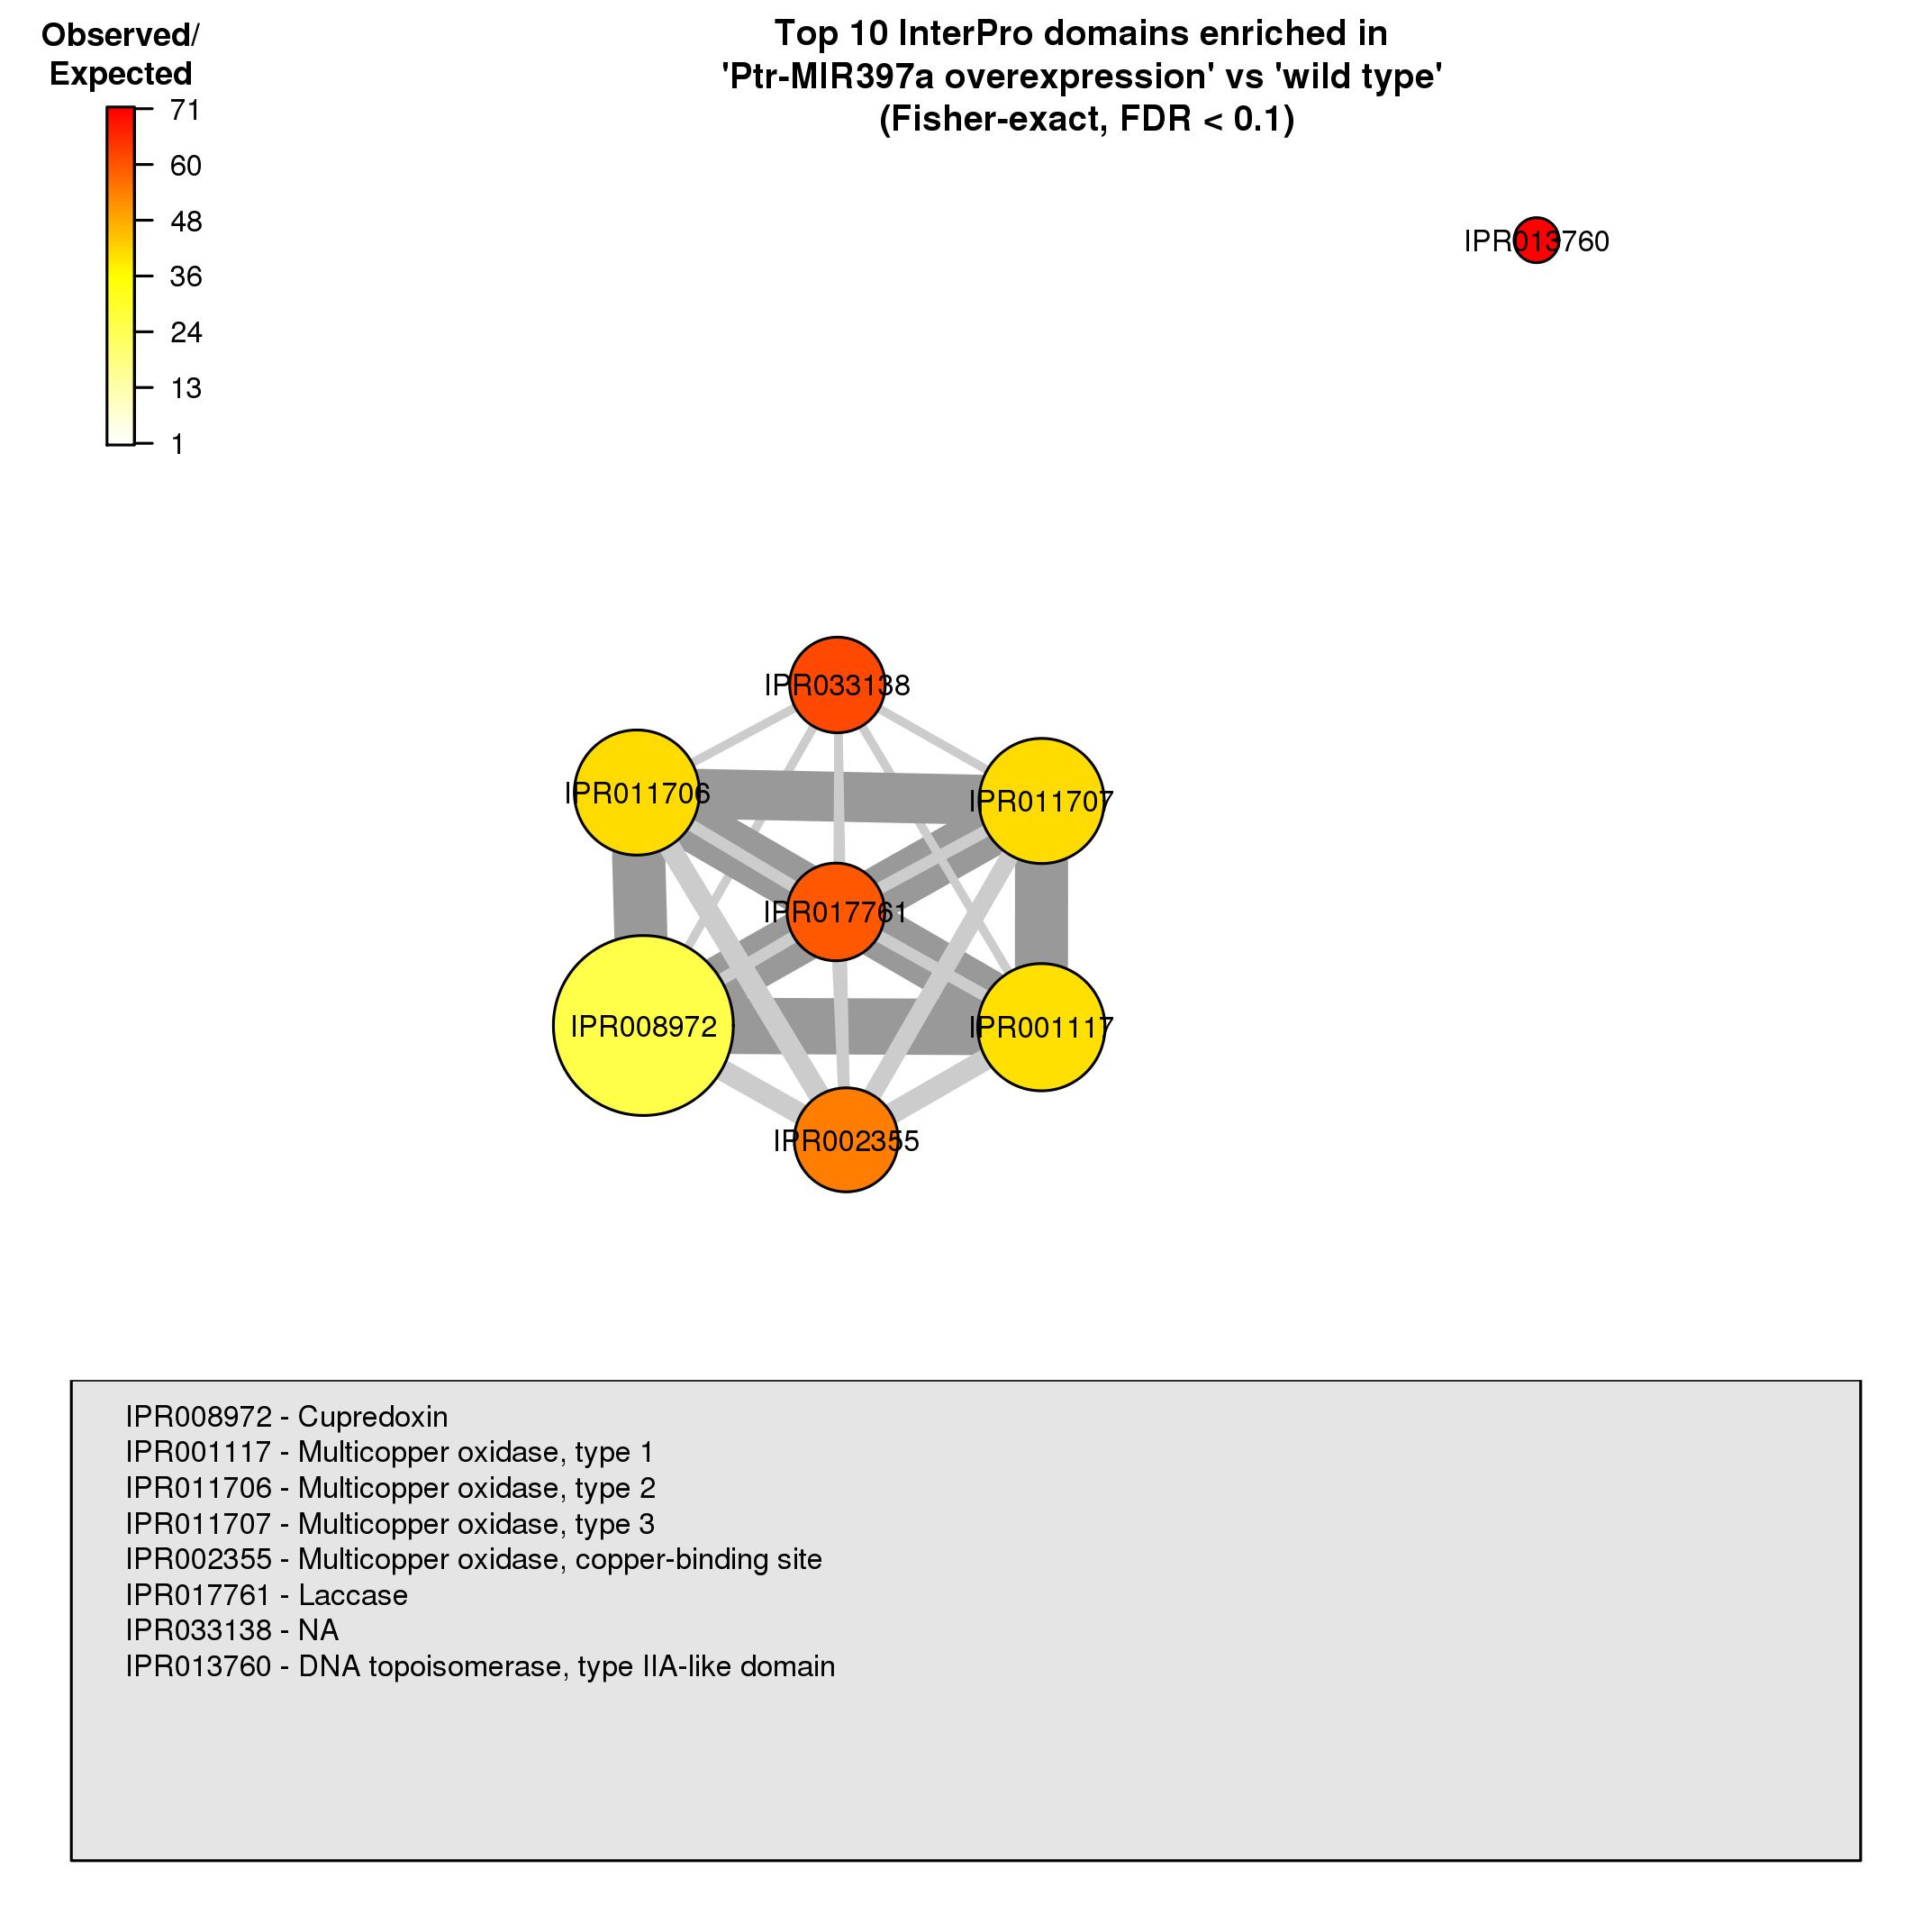 Observed/
Expected
71
60
48
36
24
13
1
Top 10 InterPro domains enriched in
'Ptr-MIR397a overexpression' vs 'wild type'
(Fisher-exact, FDR < 0.1)
IPR013760
IPR033138
IPR011706
IPR011707
IPR017761
IPR008972
IPR001117
IPR002355
IPR008972 - Cupredoxin
IPR001117 - Multicopper oxidase, type 1
IPR011706 - Multicopper oxidase, type 2
IPR011707 - Multicopper oxidase, type 3
IPR002355 - Multicopper oxidase, copper-binding site
IPR017761 - Laccase
IPR033138 - NA
IPR013760 - DNA topoisomerase, type IIA-like domain